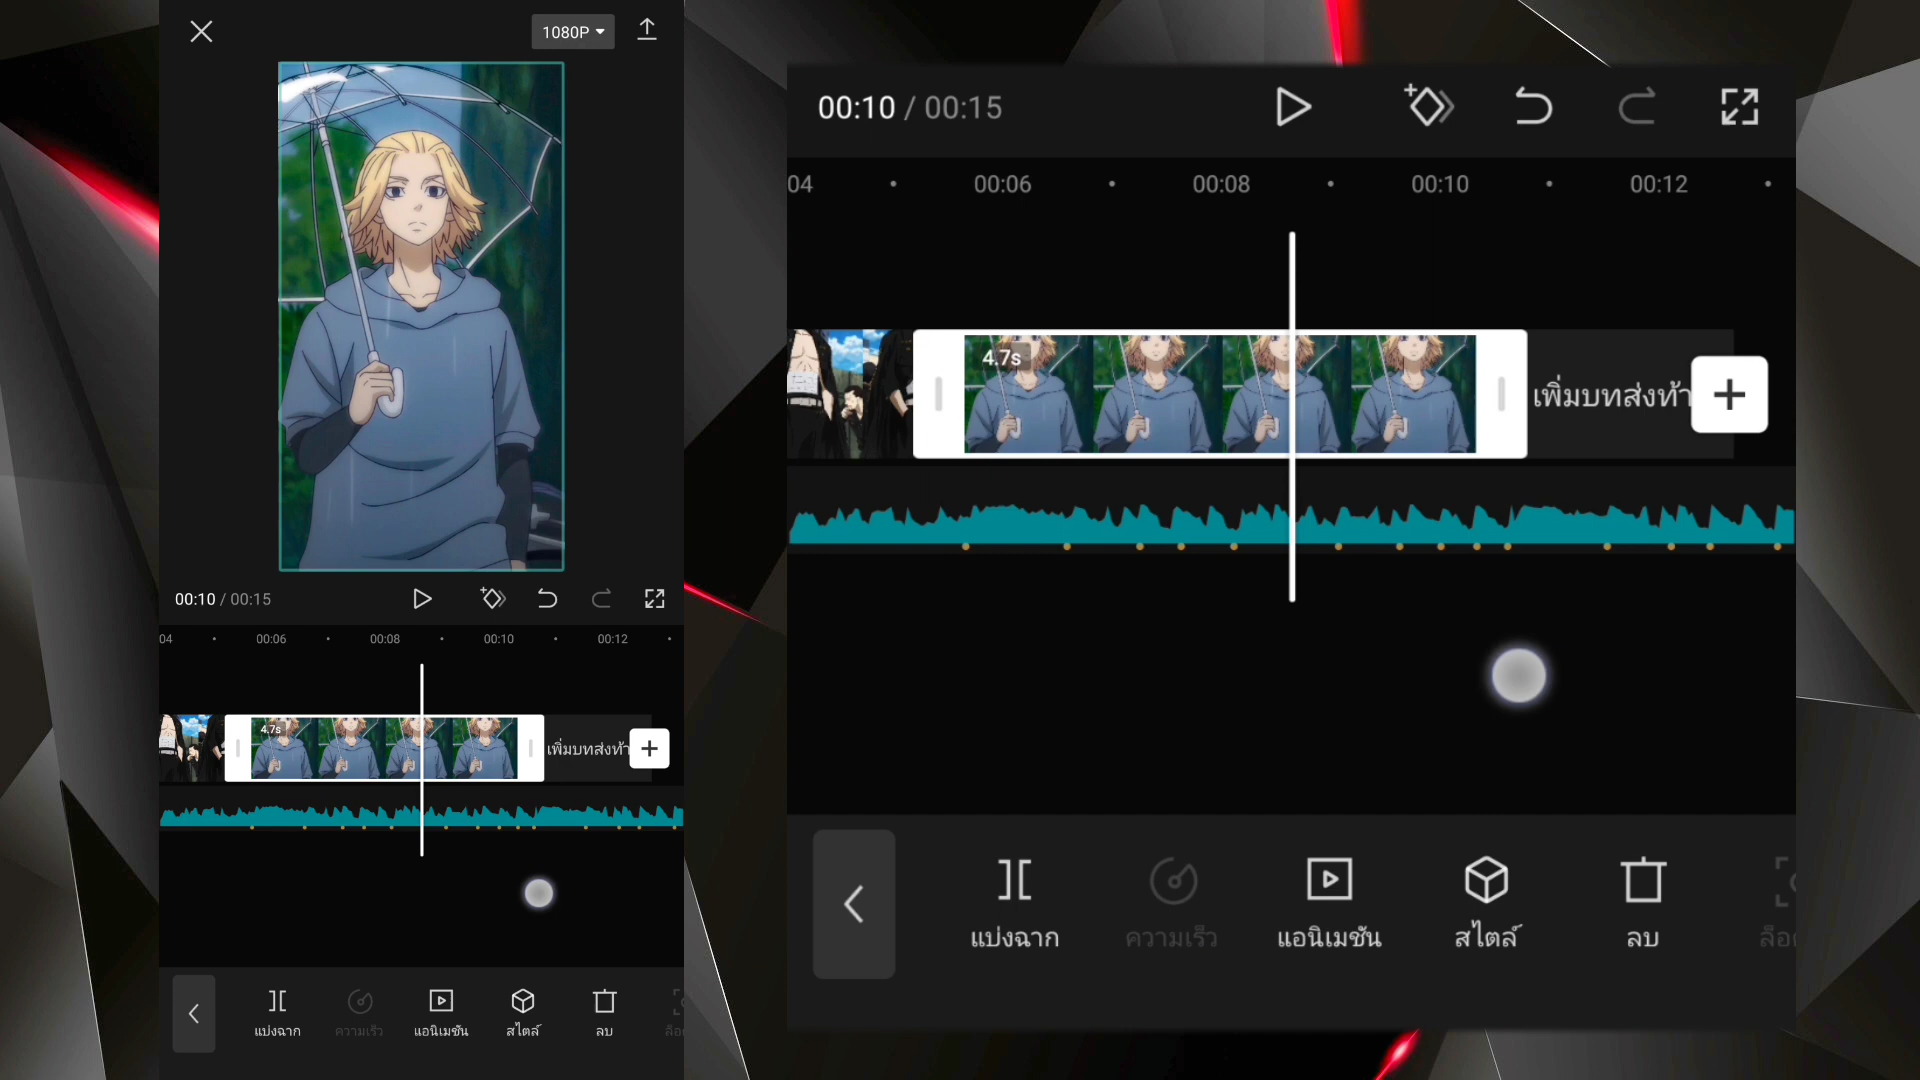 1080P
00:10 / 00:15
04 00:06 00:08 00:10 00:12
4.7s
เพิ่มบทส่งท้า
แบ่งฉาก ความเร็ว แอนิเมชัน สไตล์ ลบ
00:10 / 00:15
04 00:06 00:08 00:10 00:12
4.7s
เพิ่มบทส่งท้า
แบ่งฉาก ความเร็ว แอนิเมชัน สไตล์ ลบ